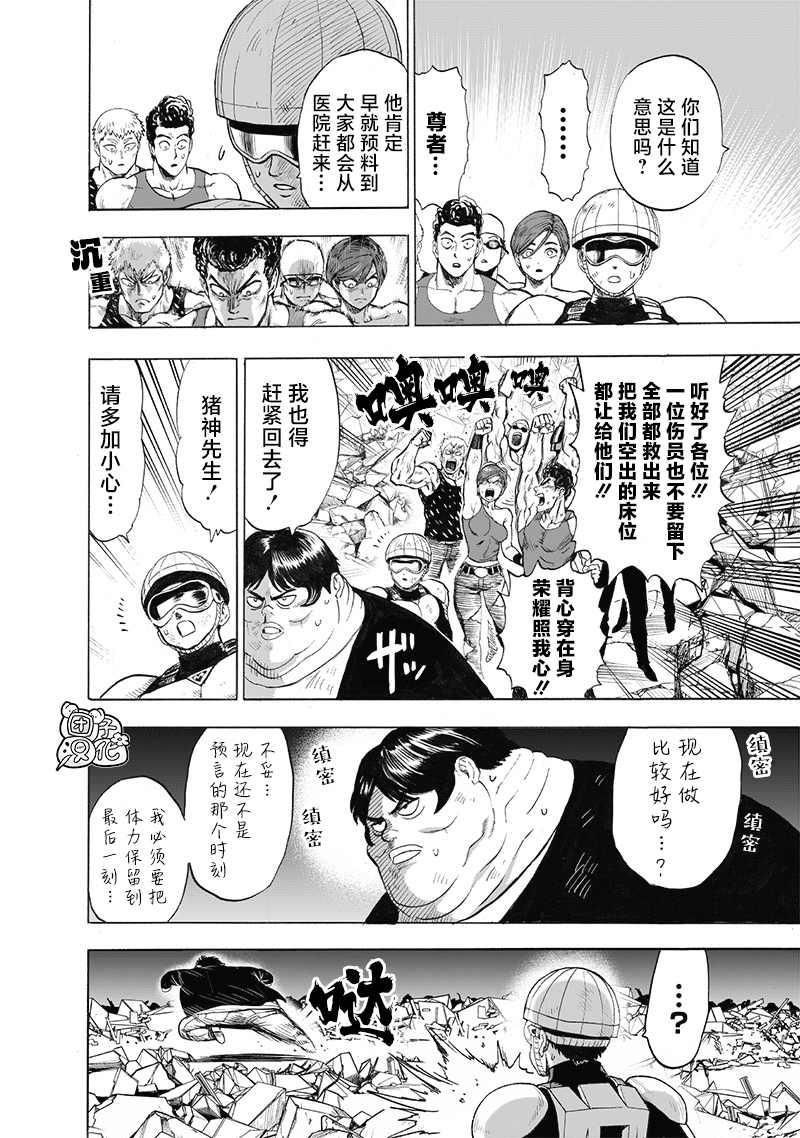 你们知道
这是什么
意思吗？
……
尊者…
他肯定
早就预料到
大家都会从
医院赶来…
沉重
听好了各位!!
一位伤员也不要留下
全部都救出来
把我们空出的床位
都让给他们!!
噢噢噢
背心穿在身
荣耀照我心!!
我也得
赶紧回去了！
猪神先生！
请多加小心…
现在做
比较好吗…？
缜密
缜密
缜密
缜密
不妥…
现在还不是
预言的那个时刻
我必须要把
体力保留到
最后一刻…
团子
汉化
…？
哒